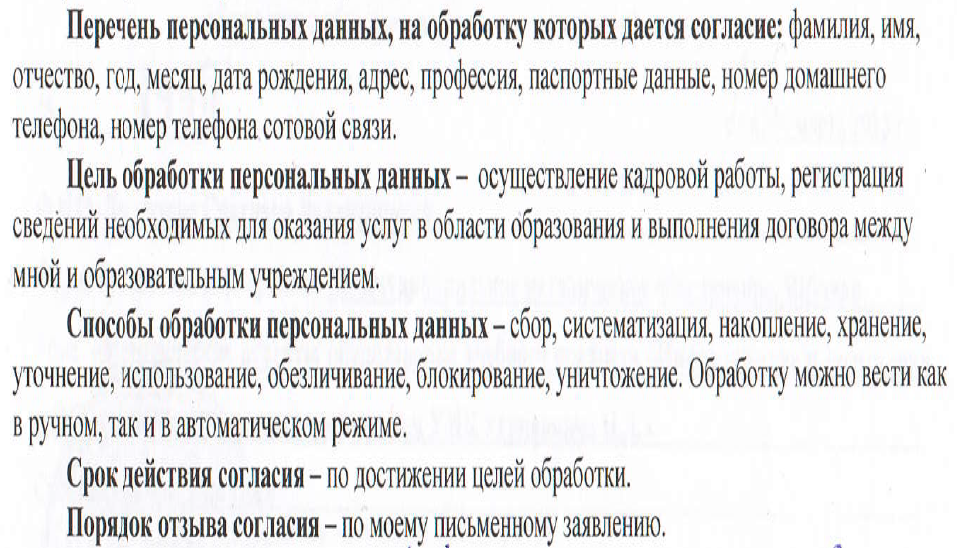 Перечень персональных данных, на обработку которых дается согласие: фамилия, имя,
отчество, год, месяц, дата рождения, адрес, профессия, паспортные данные, номер домашнего
телефона, номер телефона сотовой связи.
Цель обработки персональных данных – осуществление кадровой работы, регистрация
сведений необходимых для оказания услуг в области образования и выполнения договора между
мной и образовательным учреждением.
Способы обработки персональных данных – сбор, систематизация, накопление, хранение,
уточнение, использование, обезличивание, блокирование, уничтожение. Обработку можно вести как
в ручном, так и в автоматическом режиме.
Срок действия согласия – по достижении целей обработки.
Порядок отзыва согласия – по моему письменному заявлению.